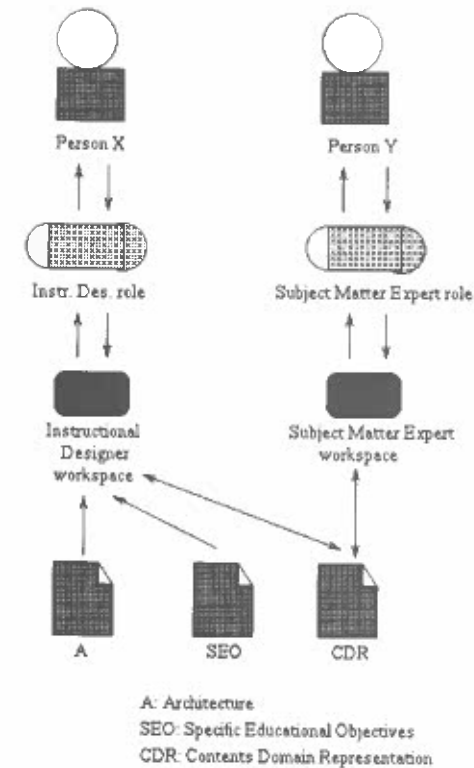 Person X
Person Y
Instr. Des. role
Subject Matter Expert role
Instructional
Designer
workspace
Subject Matter Expert
workspace
A
SEO
CDR
A: Architecture
SEO: Specific Educational Objectives
CDR: Contents Domain Representation